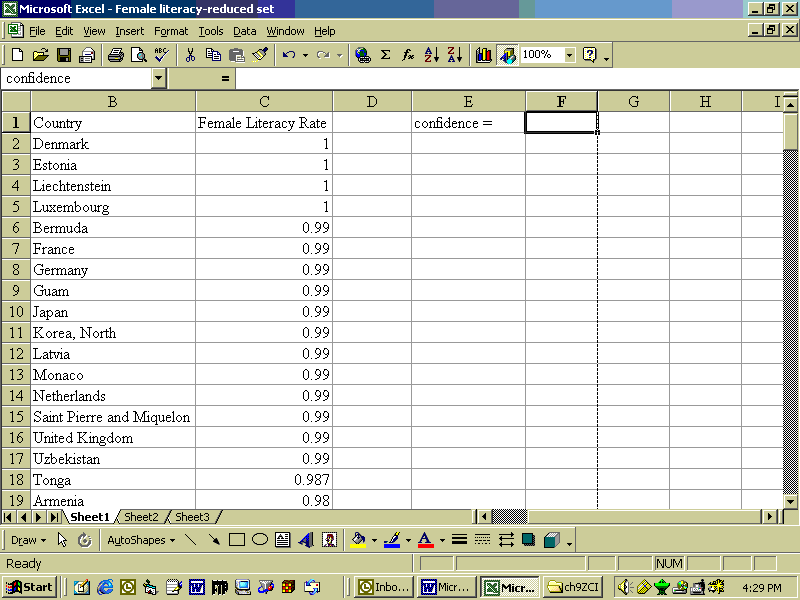 Microsoft Excel - Female literacy-reduced set
File Edit View Insert Format Tools Data Window Help
ABC Σ fx A Z Z A 100% ?
confidence =
B C D E F G H I
1 Country Female Literacy Rate confidence =
2 Denmark 1
3 Estonia 1
4 Liechtenstein 1
5 Luxembourg 1
6 Bermuda 0.99
7 France 0.99
8 Germany 0.99
9 Guam 0.99
10 Japan 0.99
11 Korea, North 0.99
12 Latvia 0.99
13 Monaco 0.99
14 Netherlands 0.99
15 Saint Pierre and Miquelon 0.99
16 United Kingdom 0.99
17 Uzbekistan 0.99
18 Tonga 0.987
19 Armenia 0.98
Sheet1 Sheet2 Sheet3
Draw AutoShapes A
Ready NUM
Start Inbo... Micr... Micr... ch9ZCI 4:29 PM